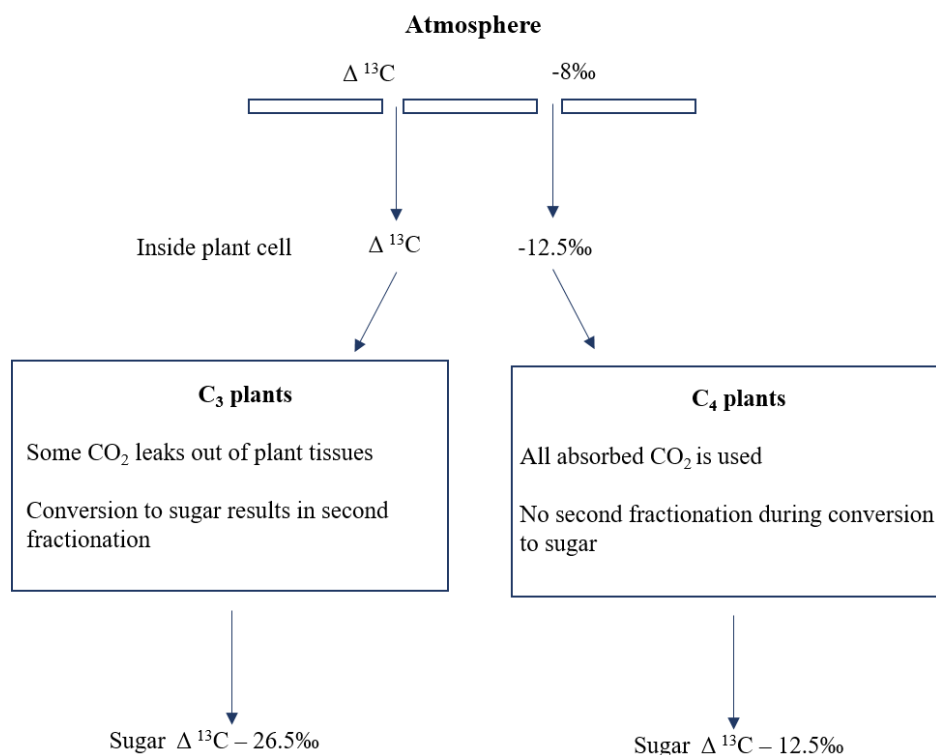 Atmosphere
Δ ¹³C -8‰
Inside plant cell Δ ¹³C -12.5‰
C₃ plants
Some CO₂ leaks out of plant tissues
Conversion to sugar results in second
fractionation
C₄ plants
All absorbed CO₂ is used
No second fractionation during conversion
to sugar
Sugar Δ ¹³C – 26.5‰
Sugar Δ ¹³C – 12.5‰